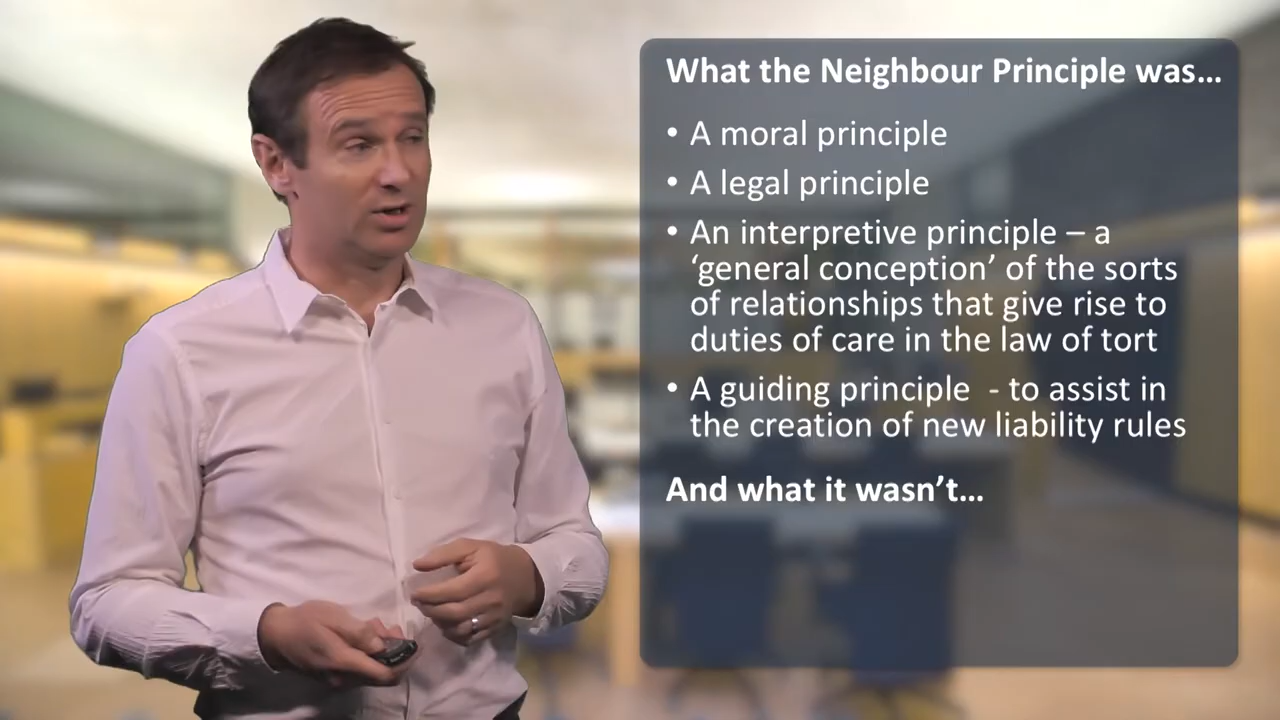 What the Neighbour Principle was...
• A moral principle
• A legal principle
• An interpretive principle – a
‘general conception’ of the sorts
of relationships that give rise to
duties of care in the law of tort
• A guiding principle  - to assist in
the creation of new liability rules
And what it wasn’t...